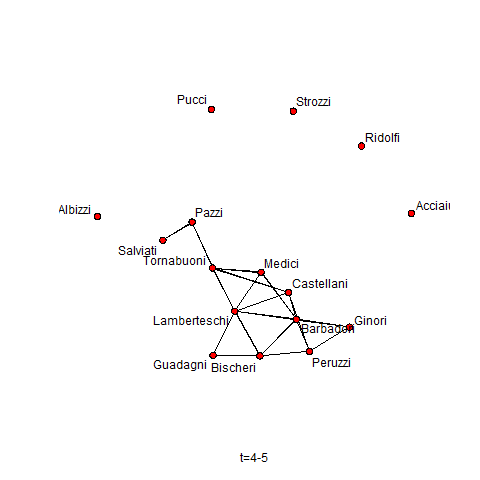 Pucci
Strozzi
Ridolfi
Albizzi
Acciaiu
Pazzi
Salviati
Tornabuoni
Medici
Castellani
Lamberteschi
Barbadori
Ginori
Guadagni
Bischeri
Peruzzi
t=4-5